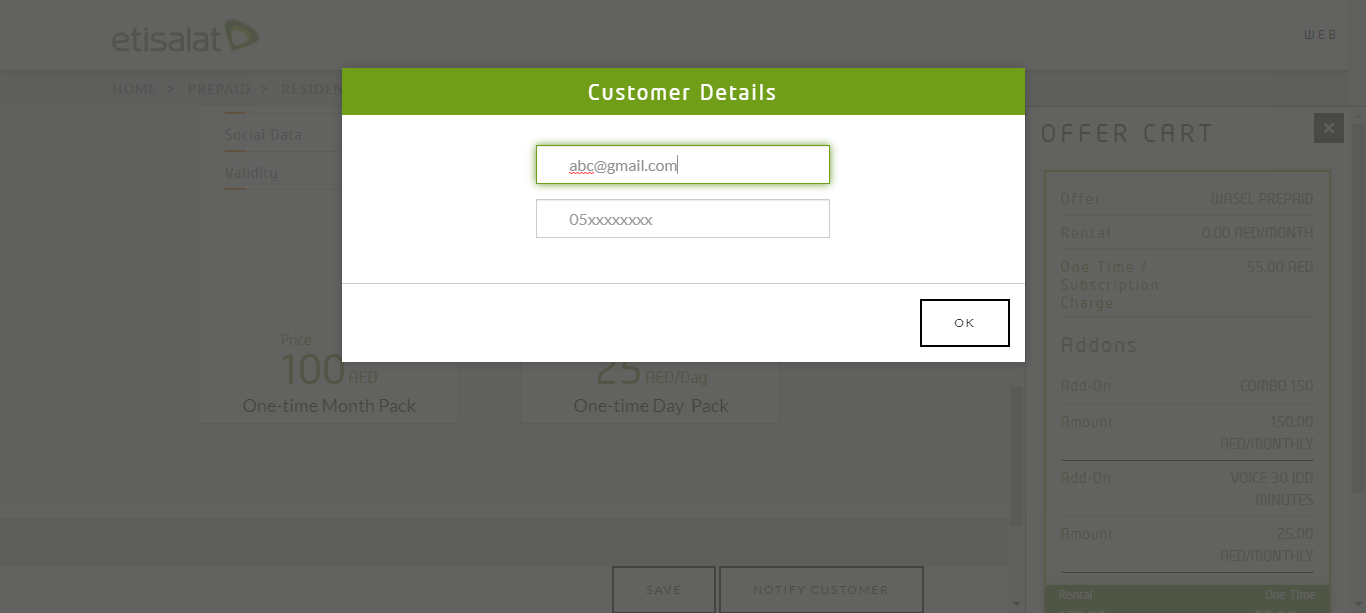 etisalat
WEB
HOME > PREPAID > RESIDEN
Customer Details
abc@gmail.com
05xxxxxxxx
OK
Social Data
Validity
Price
100 AED
One-time Month Pack
25 AED/Day
One-time Day Pack
SAVE
NOTIFY CUSTOMER
OFFER CART
×
Offer WASEL PREPAID
Rental 0.00 AED/MONTH
One Time / 55.00 AED
Subscription
Charge
Addons
Add-On COMBO 150
Amount 150.00
AED/MONTHLY
Add-On VOICE 30 IDD
MINUTES
Amount 25.00
AED/MONTHLY
Rental One Time